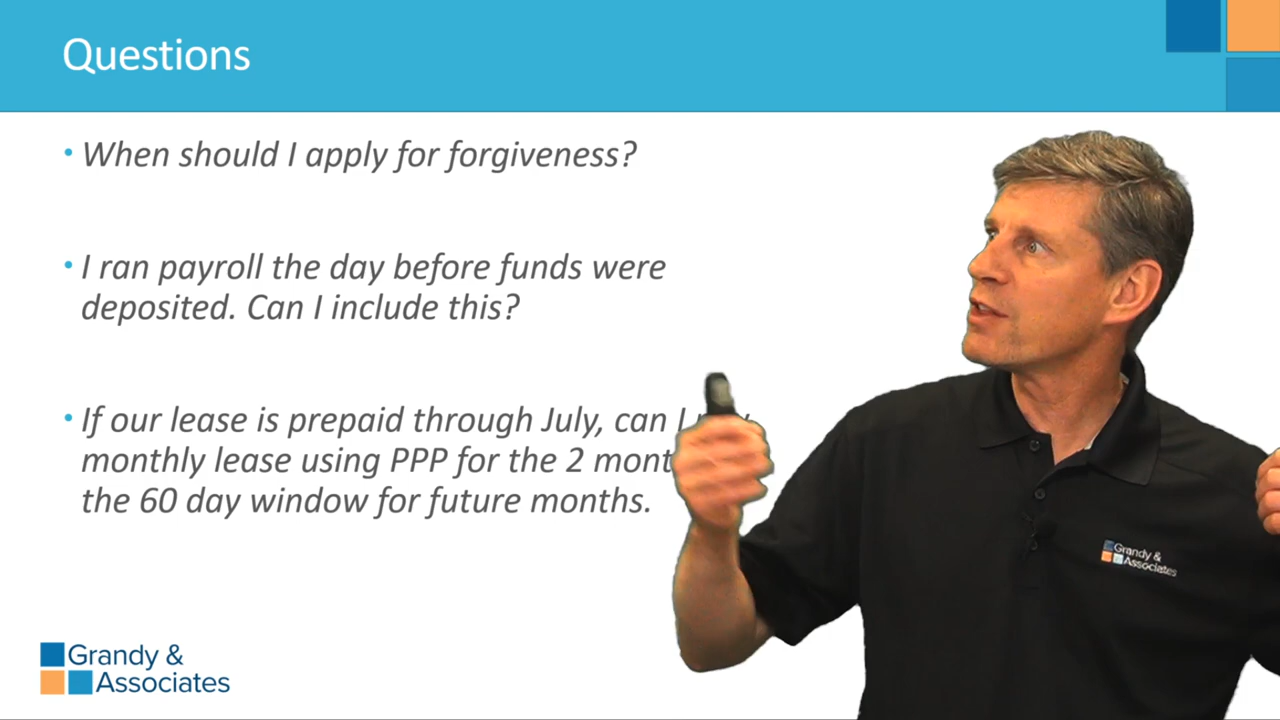 Questions
• When should I apply for forgiveness?
• I ran payroll the day before funds were
deposited. Can I include this?
• If our lease is prepaid through July, can I
monthly lease using PPP for the 2
the 60 day window for future months.
Grandy &
Associates
Grandy &
Associates